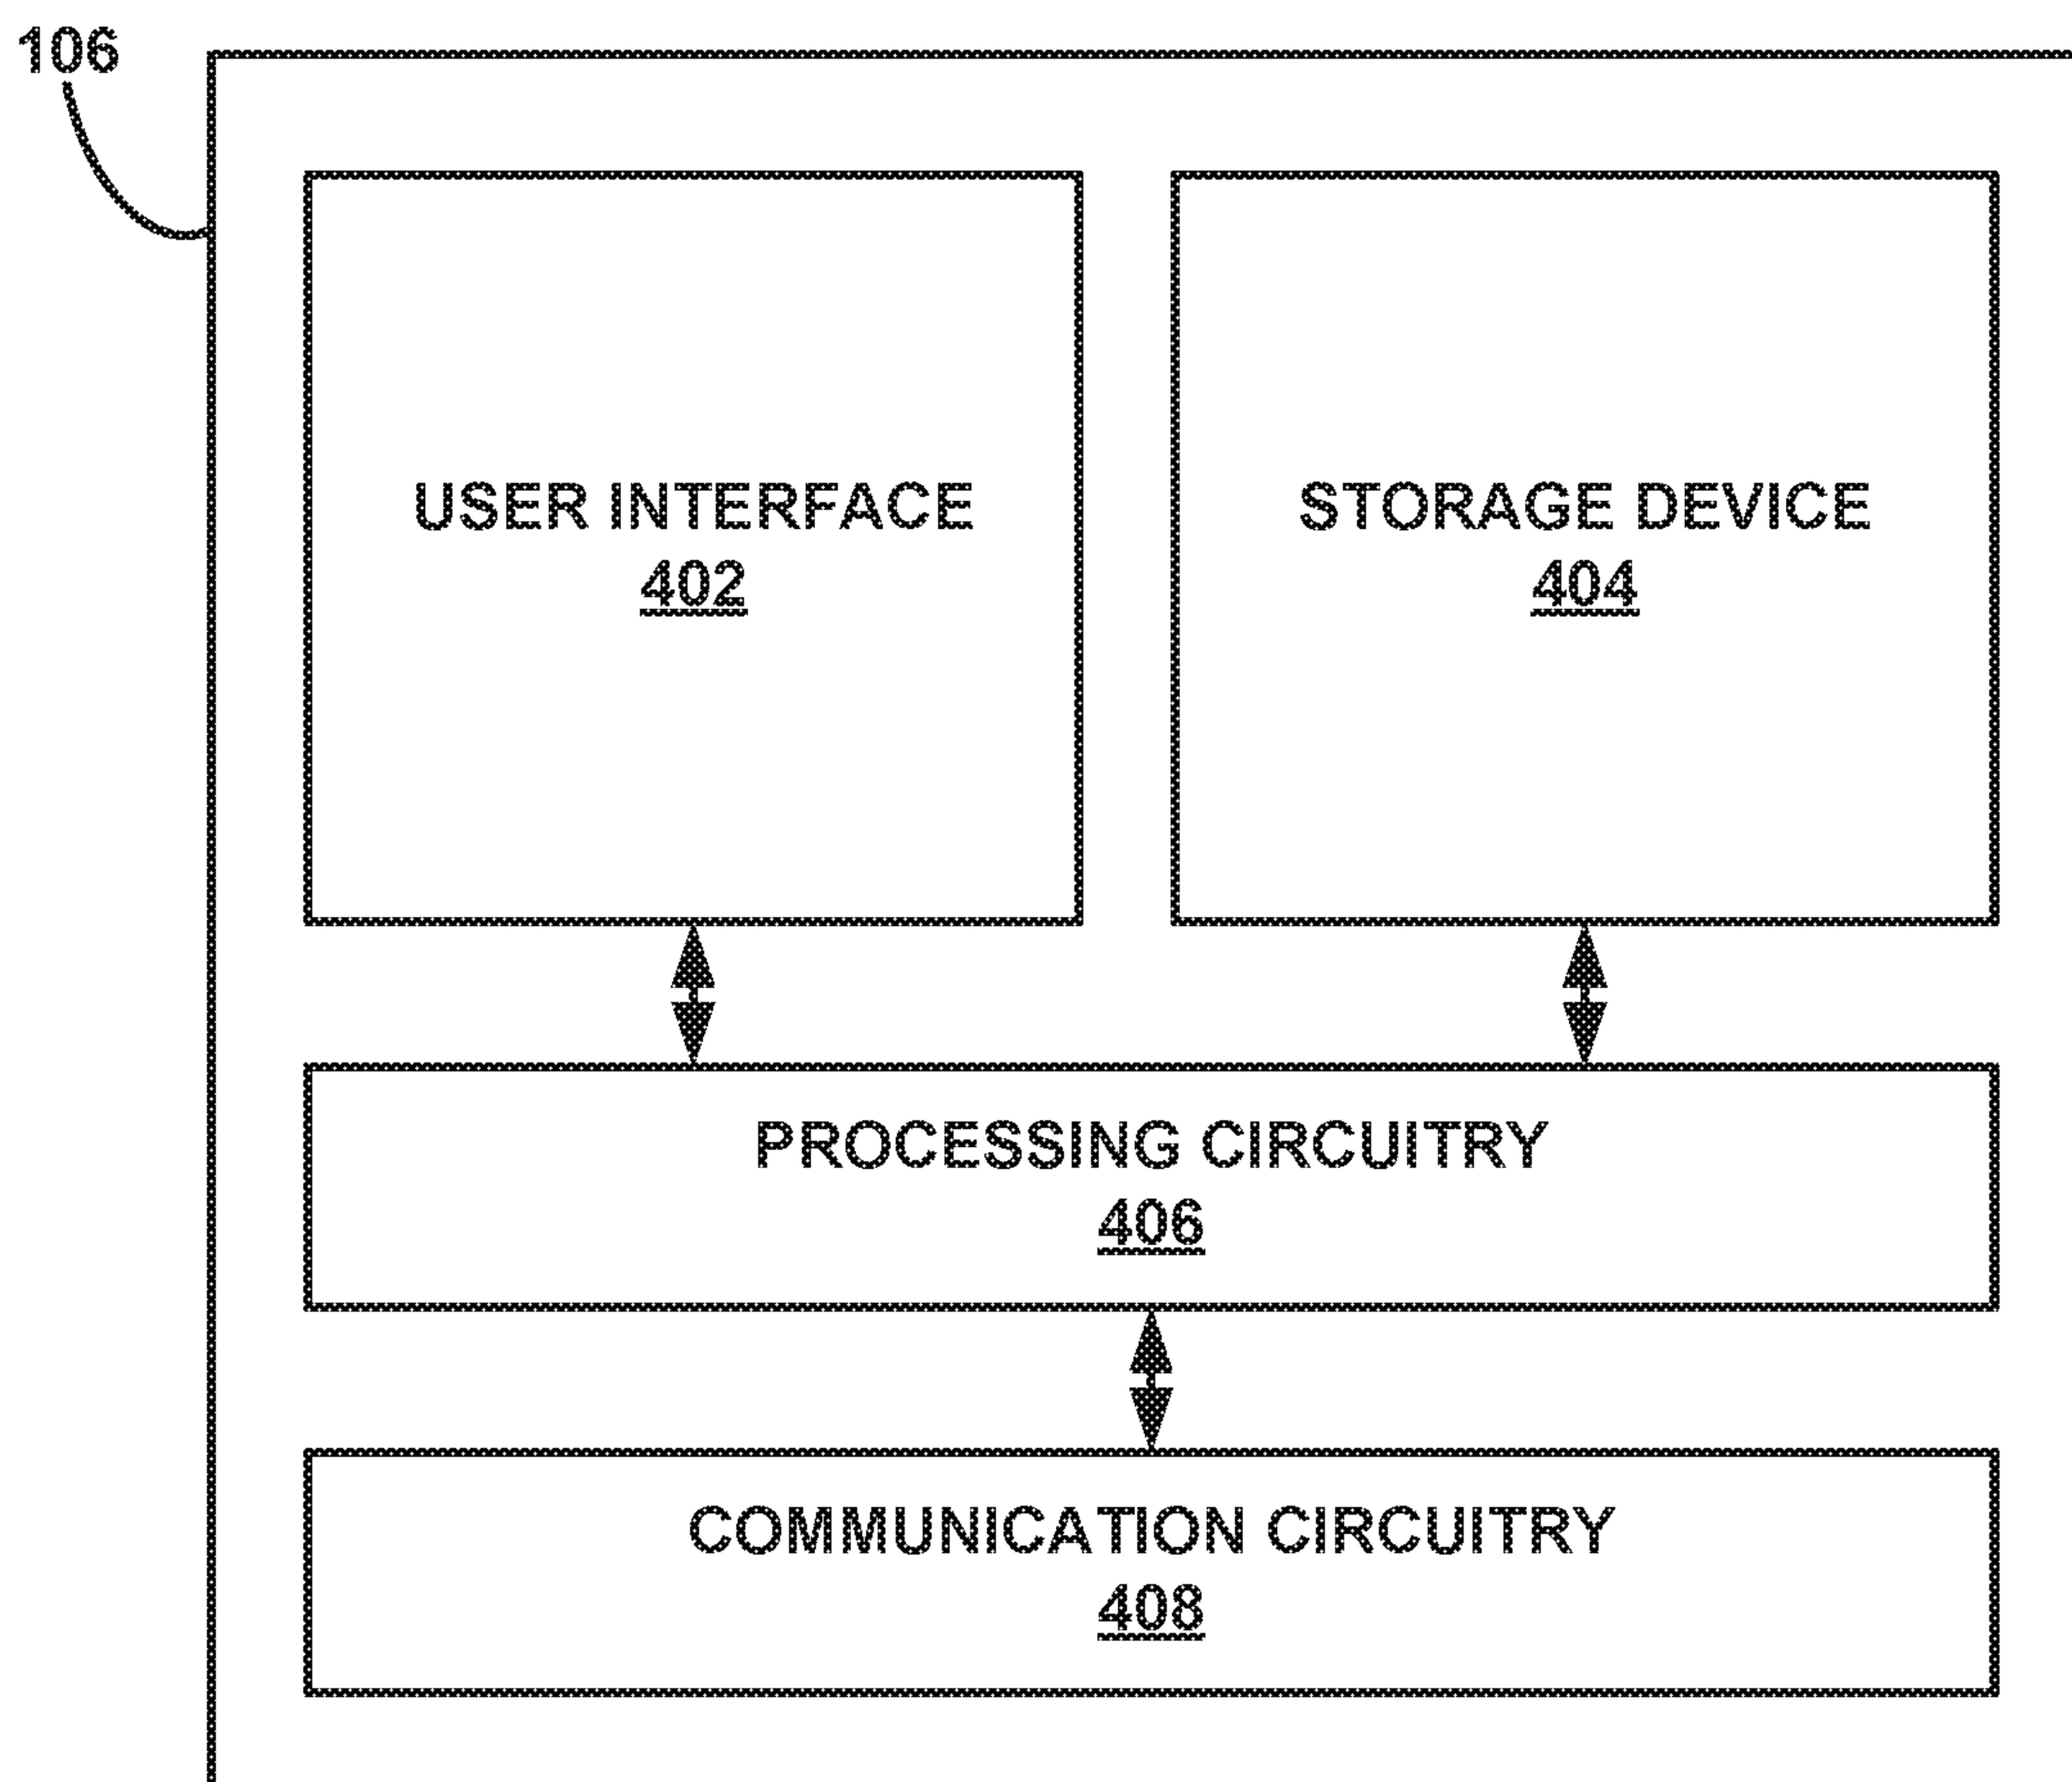 106
USER INTERFACE
402
STORAGE DEVICE
404
PROCESSING CIRCUITRY
406
COMMUNICATION CIRCUITRY
408